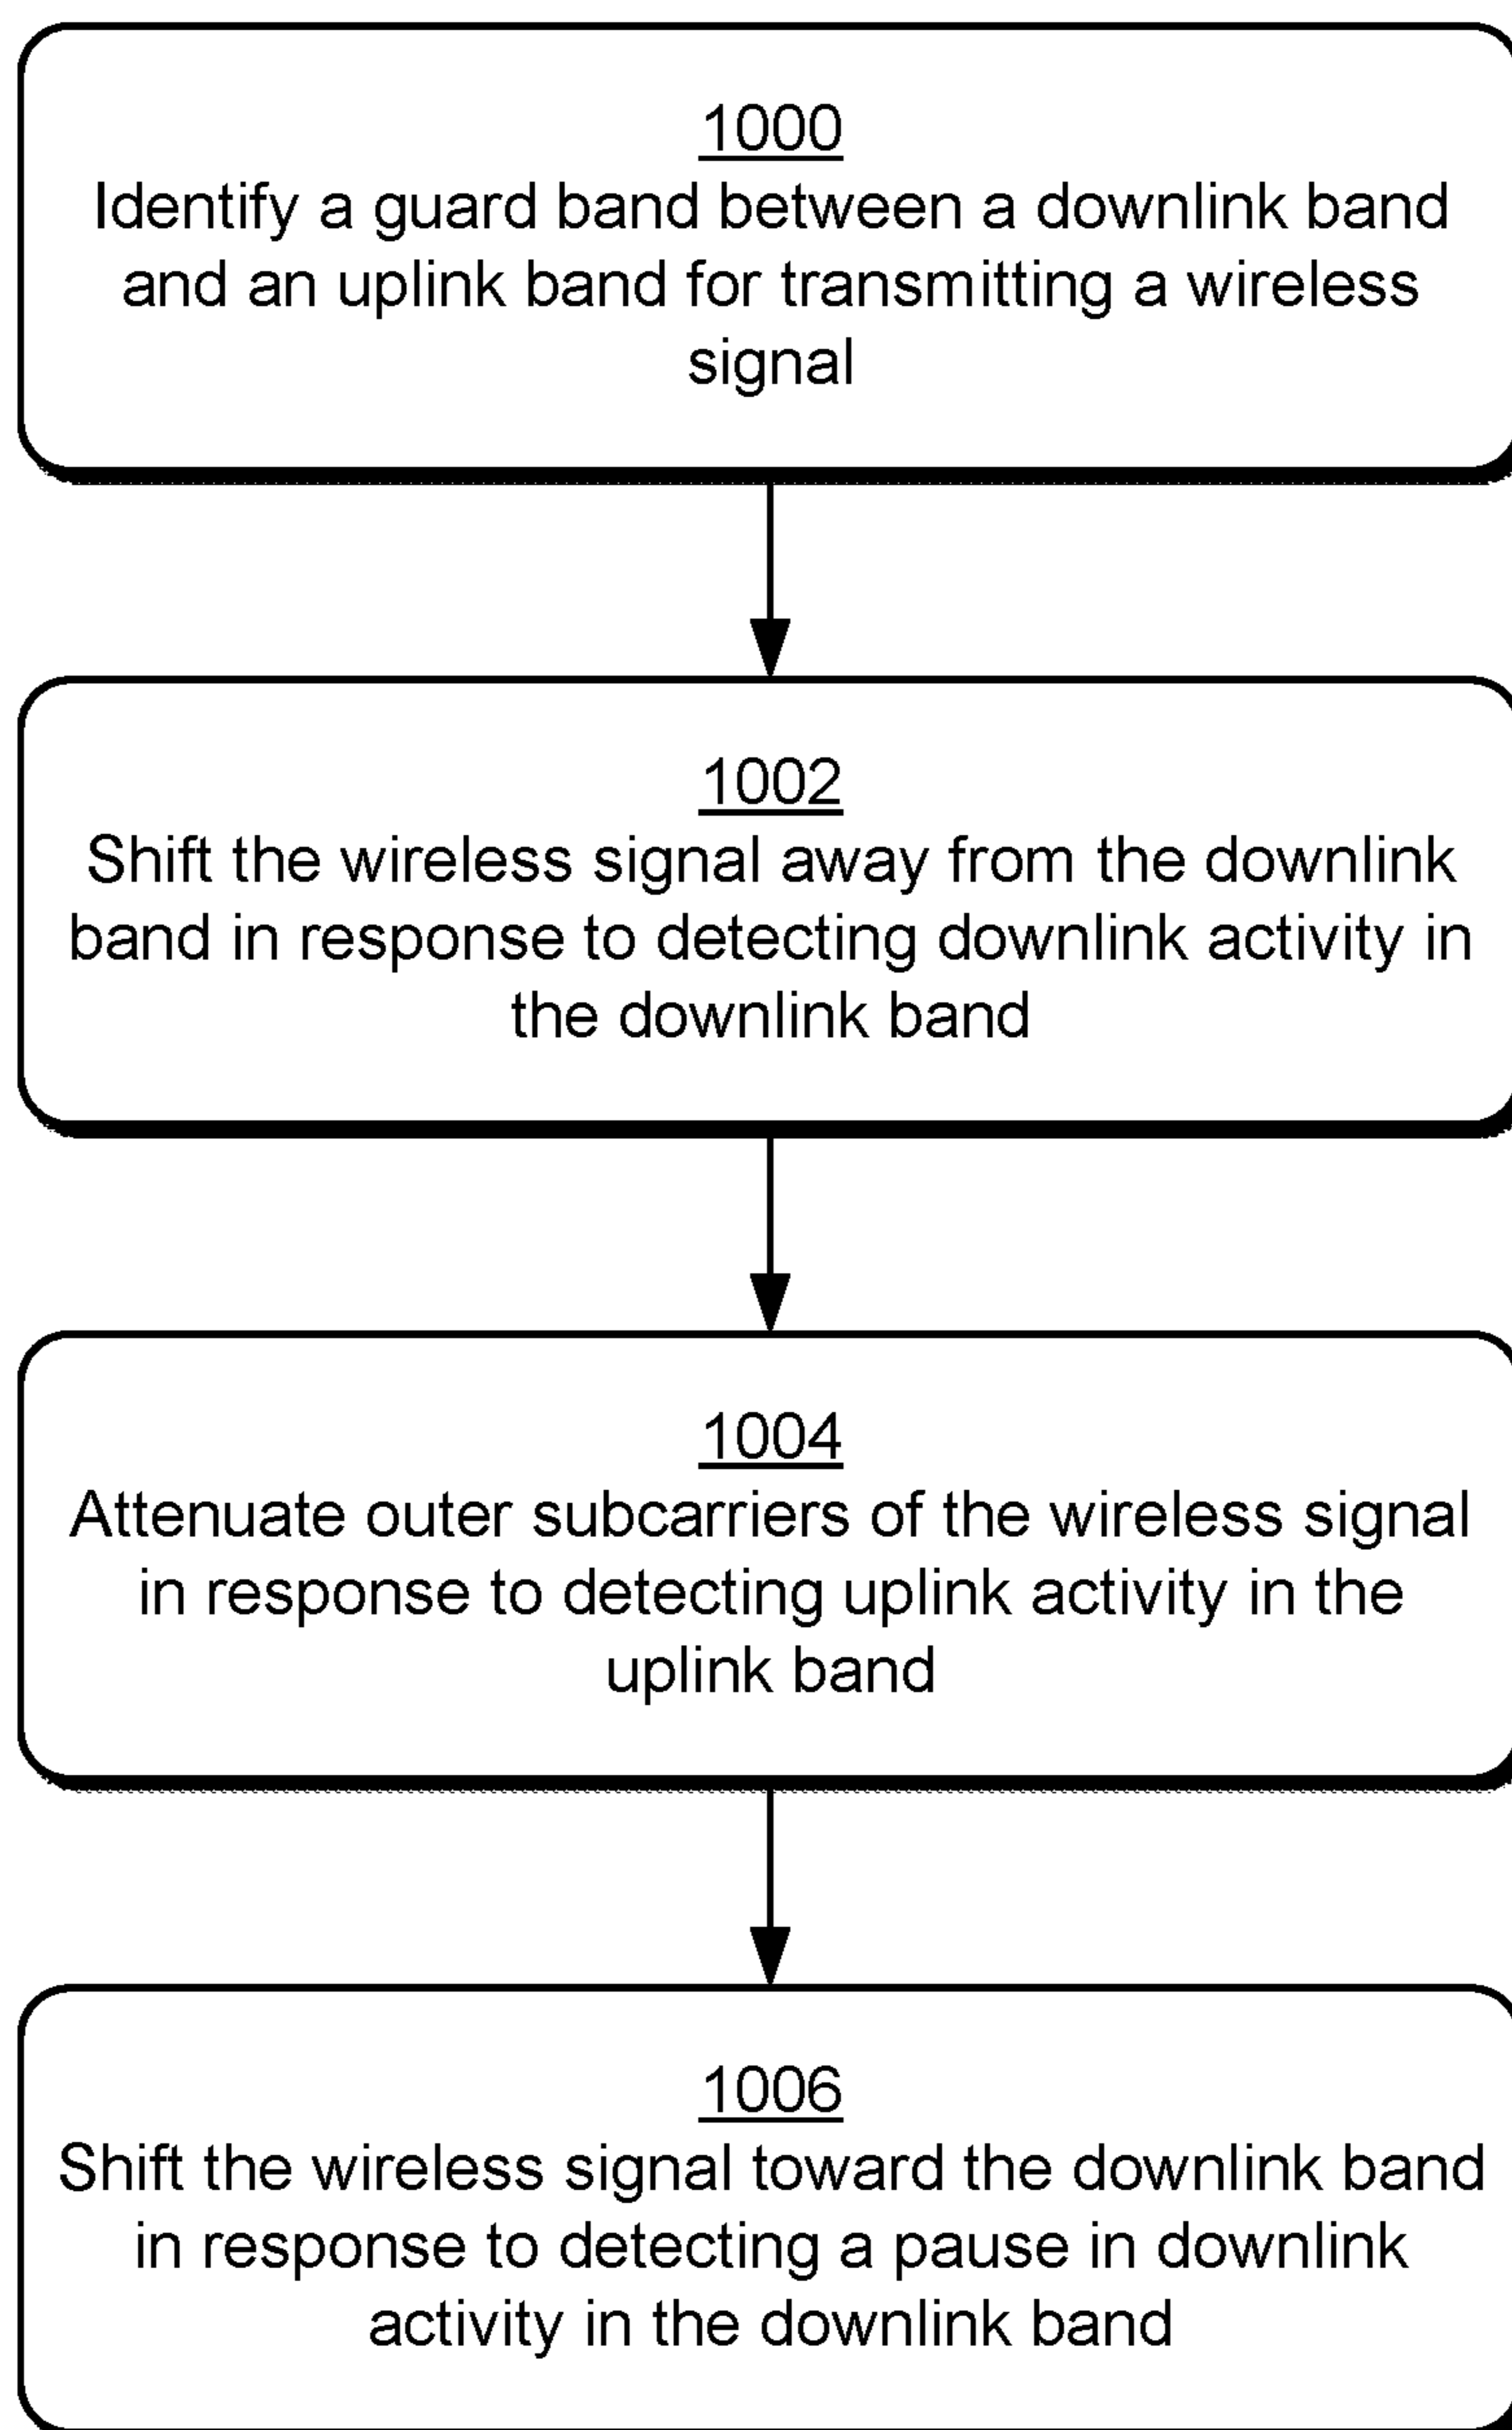 1000
Identify a guard band between a downlink band
and an uplink band for transmitting a wireless
signal
1002
Shift the wireless signal away from the downlink
band in response to detecting downlink activity in
the downlink band
1004
Attenuate outer subcarriers of the wireless signal
in response to detecting uplink activity in the
uplink band
1006
Shift the wireless signal toward the downlink band
in response to detecting a pause in downlink
activity in the downlink band